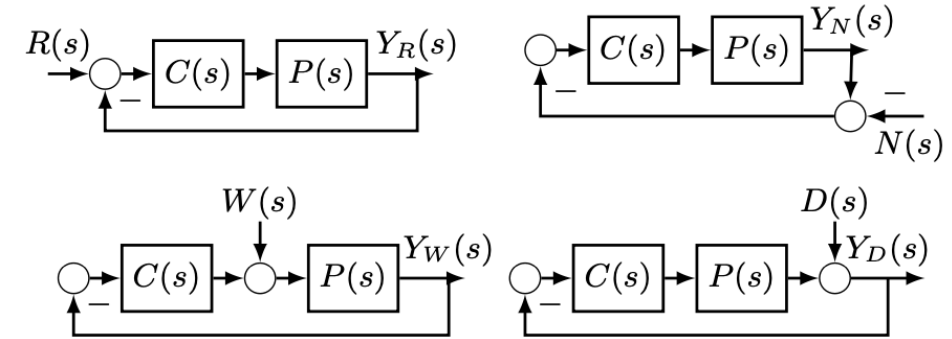 R(s)
C(s)
P(s)
Y_R(s)
−
C(s)
P(s)
Y_N(s)
−
−
N(s)
W(s)
C(s)
P(s)
Y_W(s)
−
D(s)
C(s)
P(s)
Y_D(s)
−